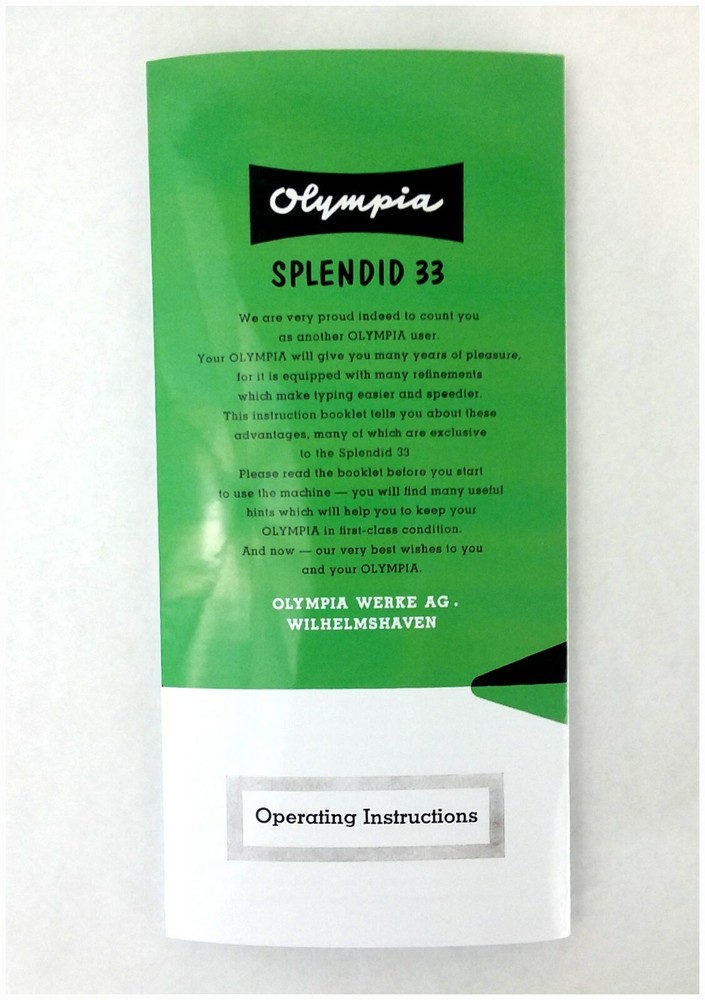 Olympia
SPLENDID 33
We are very proud indeed to count you
as another OLYMPIA user.
Your OLYMPIA will give you many years of pleasure,
for it is equipped with many refinements
which make typing easier and speedier.
This instruction booklet tells you about these
advantages, many of which are exclusive
to the Splendid 33
Please read the booklet before you start
to use the machine — you will find many useful
hints which will help you to keep your
OLYMPIA in first-class condition.
And now — our very best wishes to you
and your OLYMPIA.
OLYMPIA WERKE AG.
WILHELMSHAVEN
Operating Instructions